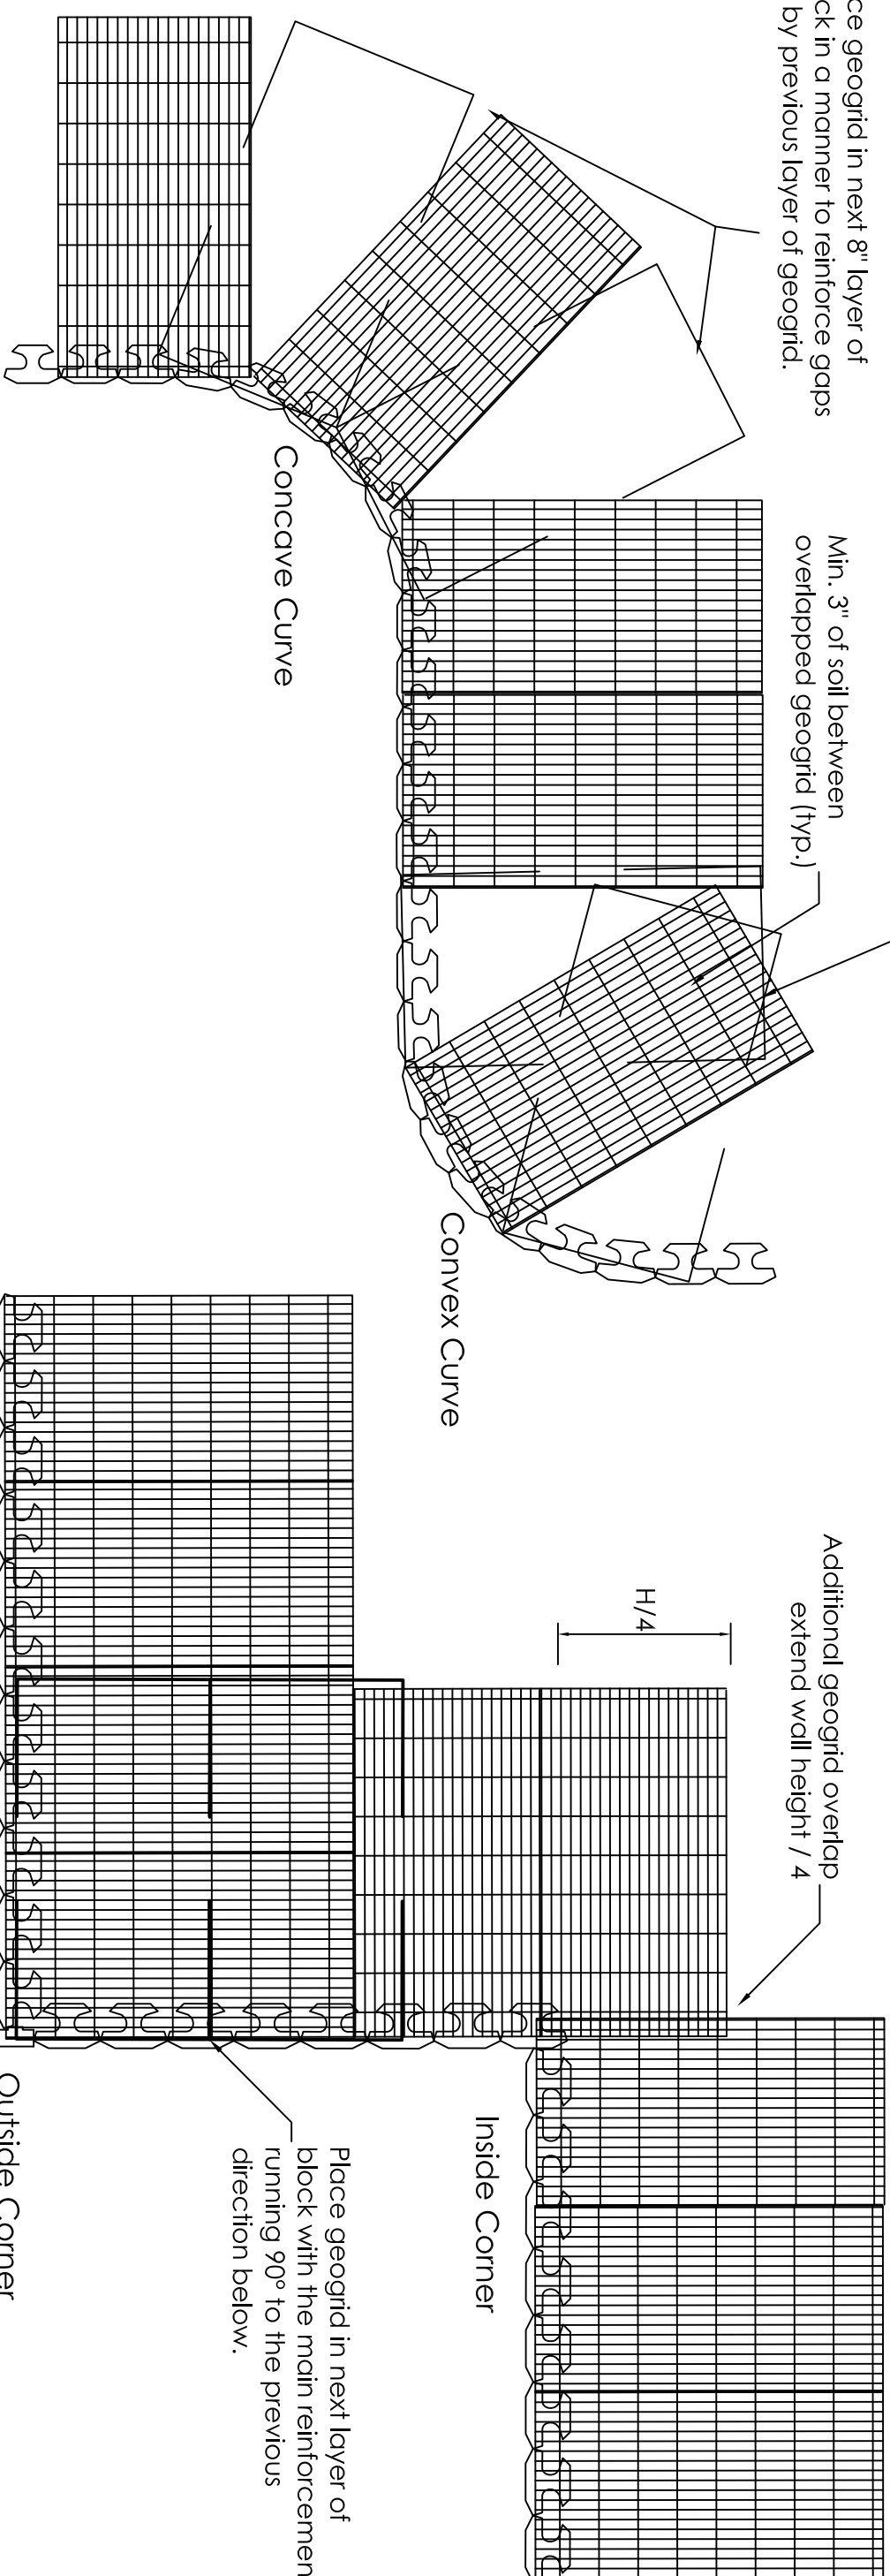 geogrid in next 8" layer of
in a manner to reinforce gaps
by previous layer of geogrid.
Min. 3" of soil between
overlapped geogrid (typ.)
Concave Curve
Convex Curve
Additional geogrid overlap
extend wall height / 4
H/4
Inside Corner
Place geogrid in next layer of
block with the main reinforcemen
running 90° to the previous
direction below.
Outside Corner